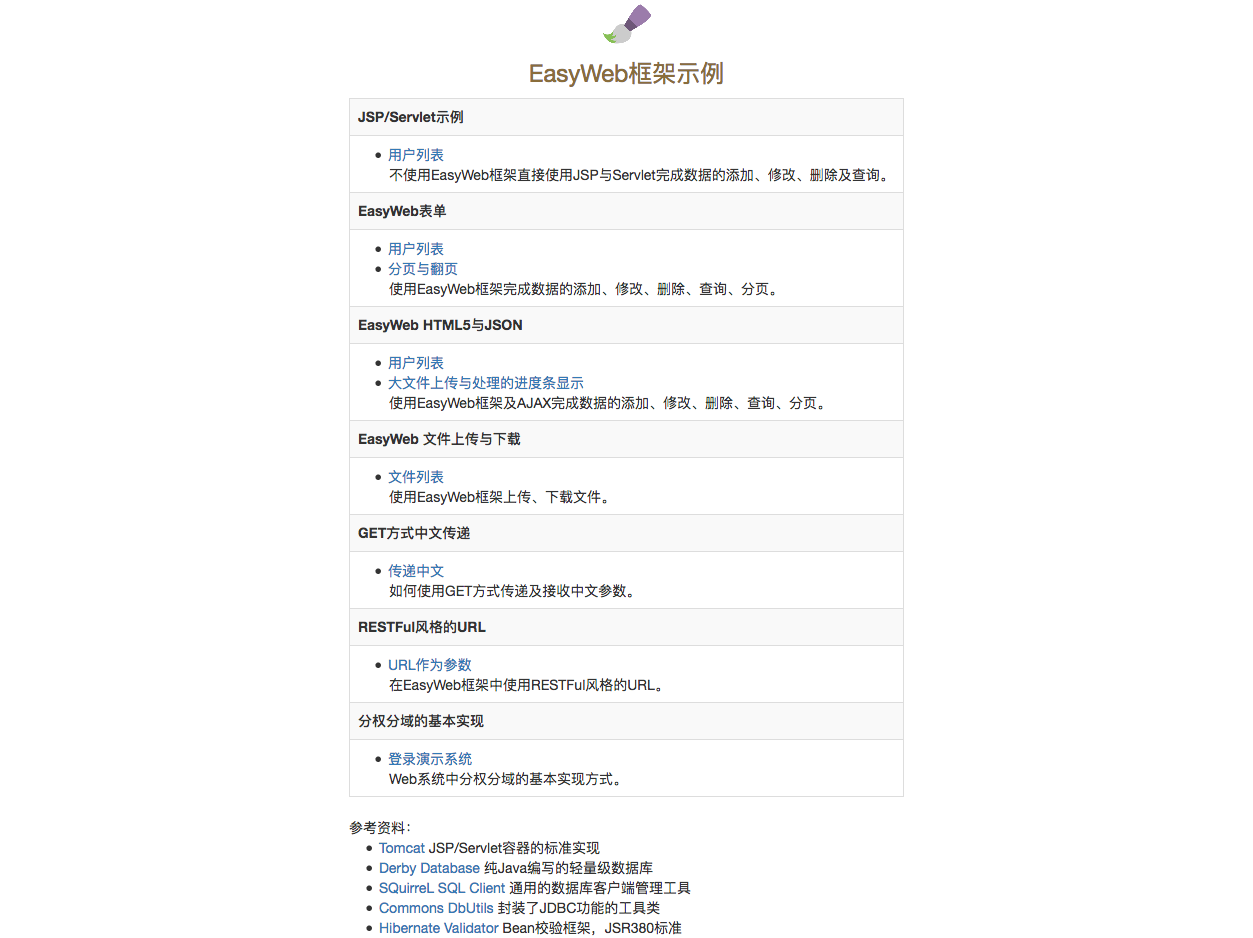 EasyWeb框架示例
JSP/Servlet示例
用户列表
不使用EasyWeb框架直接使用JSP与Servlet完成数据的添加、修改、删除及查询。
EasyWeb表单
用户列表
分页与翻页
使用EasyWeb框架完成数据的添加、修改、删除、查询、分页。
EasyWeb HTML5与JSON
用户列表
大文件上传与处理的进度条显示
使用EasyWeb框架及AJAX完成数据的添加、修改、删除、查询、分页。
EasyWeb 文件上传与下载
文件列表
使用EasyWeb框架上传、下载文件。
GET方式中文传递
传递中文
如何使用GET方式传递及接收中文参数。
RESTFul风格的URL
URL作为参数
在EasyWeb框架中使用RESTFul风格的URL。
分权分域的基本实现
登录演示系统
Web系统中分权分域的基本实现方式。
参考资料：
Tomcat JSP/Servlet容器的标准实现
Derby Database 纯Java编写的轻量级数据库
SQuirreL SQL Client 通用的数据库客户端管理工具
Commons DbUtils 封装了JDBC功能的工具类
Hibernate Validator Bean校验框架，JSR380标准